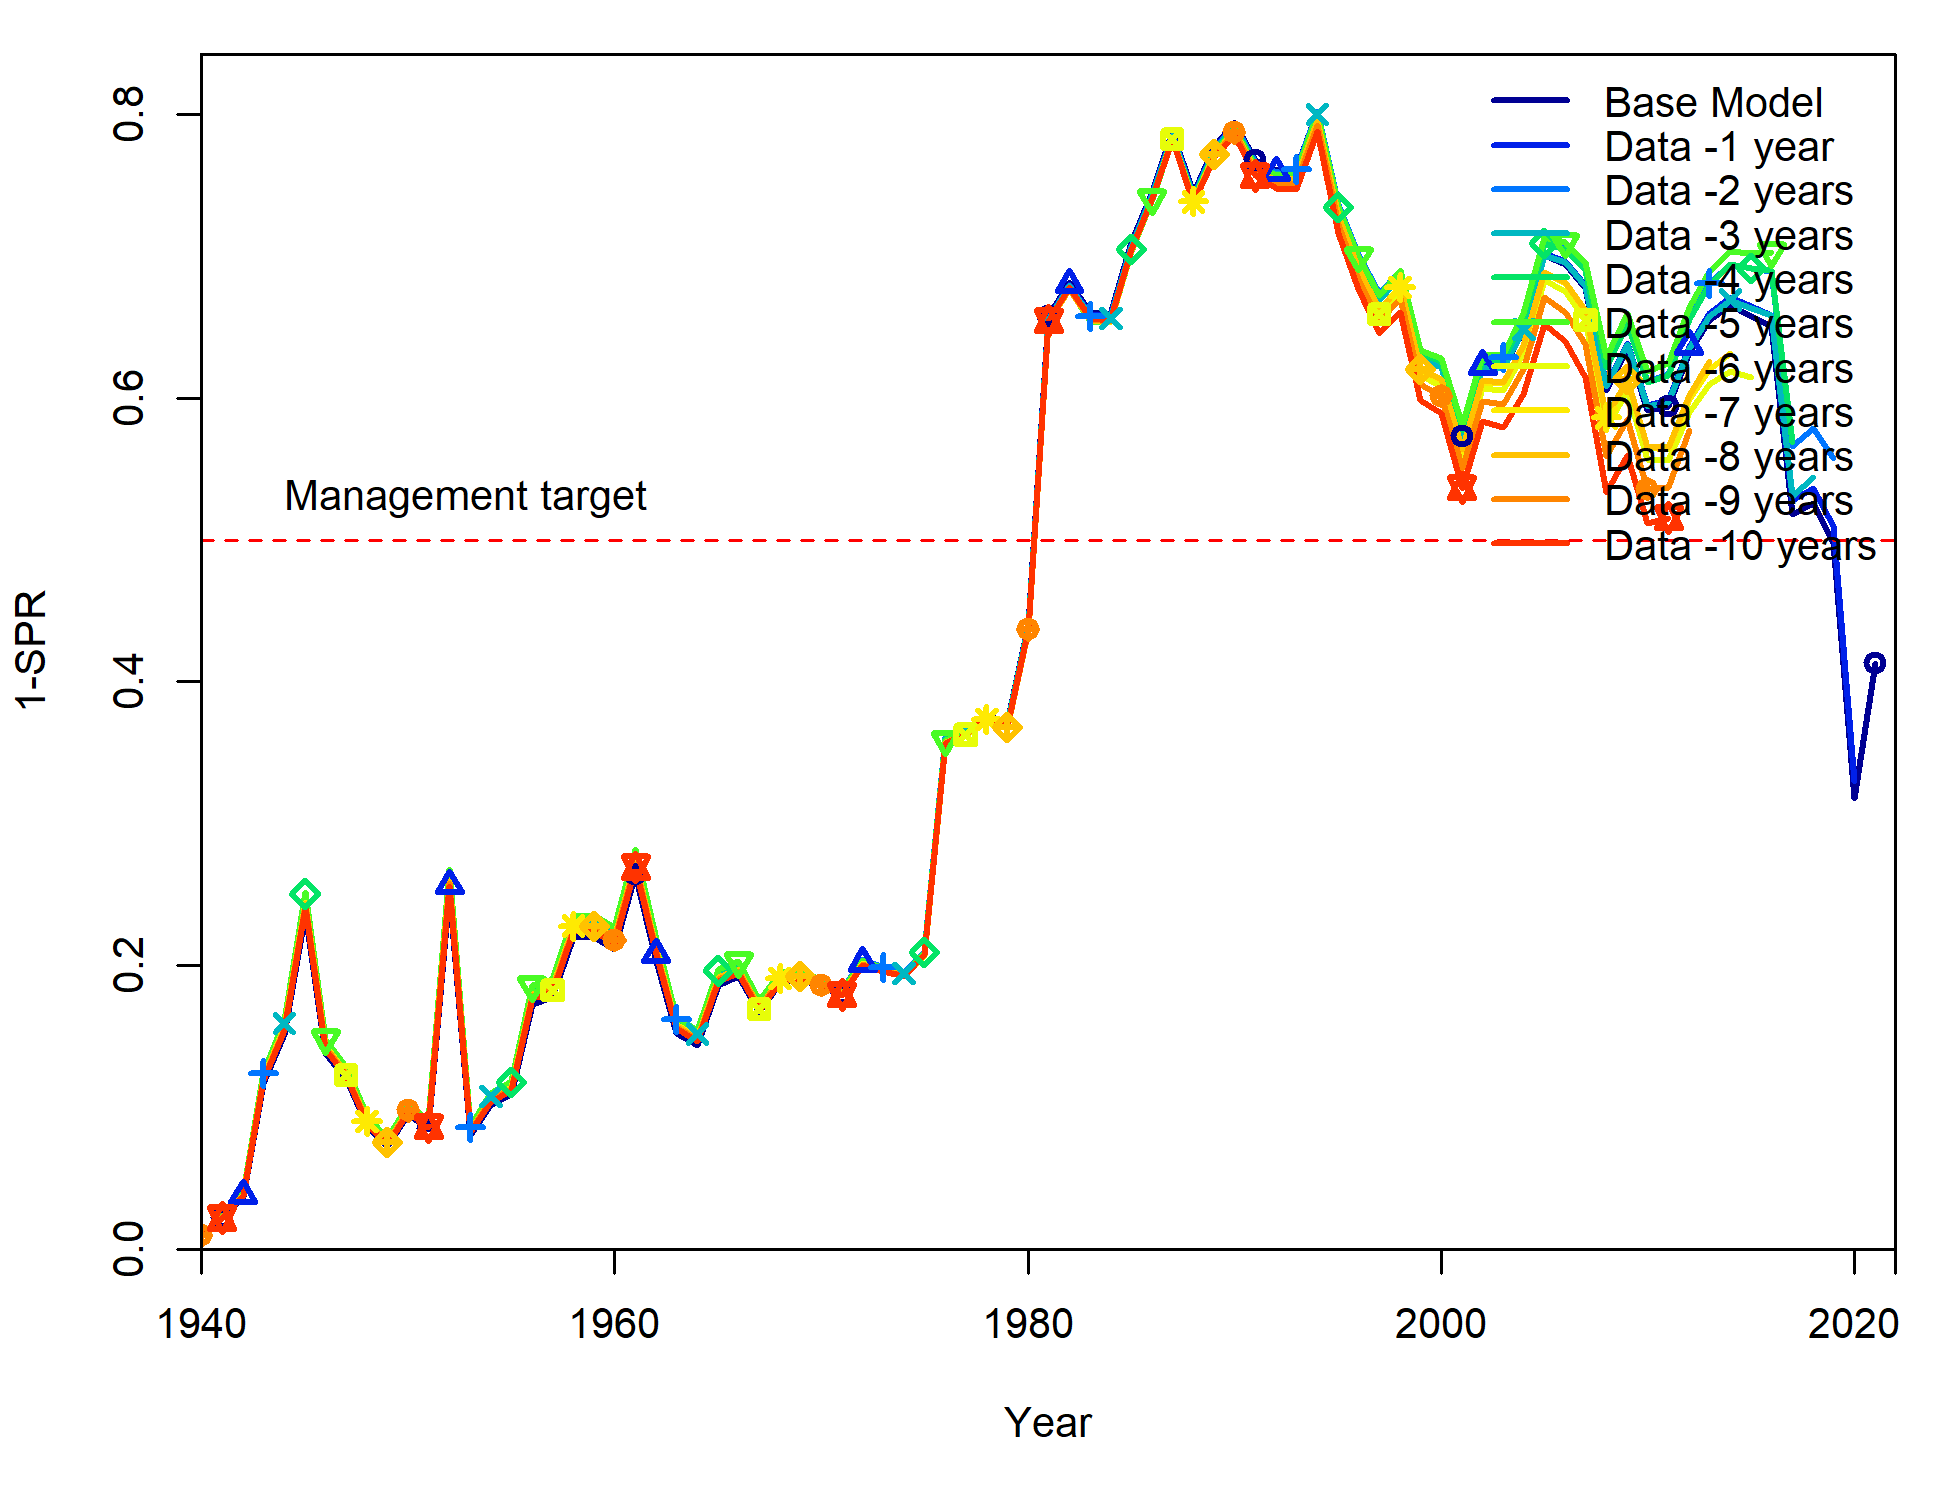 0.8
0.6
0.4
0.2
0.0
1-SPR
Management target
Base Model
Data -1 year
Data -2 years
Data -3 years
Data -4 years
Data -5 years
Data -6 years
Data -7 years
Data -8 years
Data -9 years
Data -10 years
1940
1960
1980
2000
2020
Year